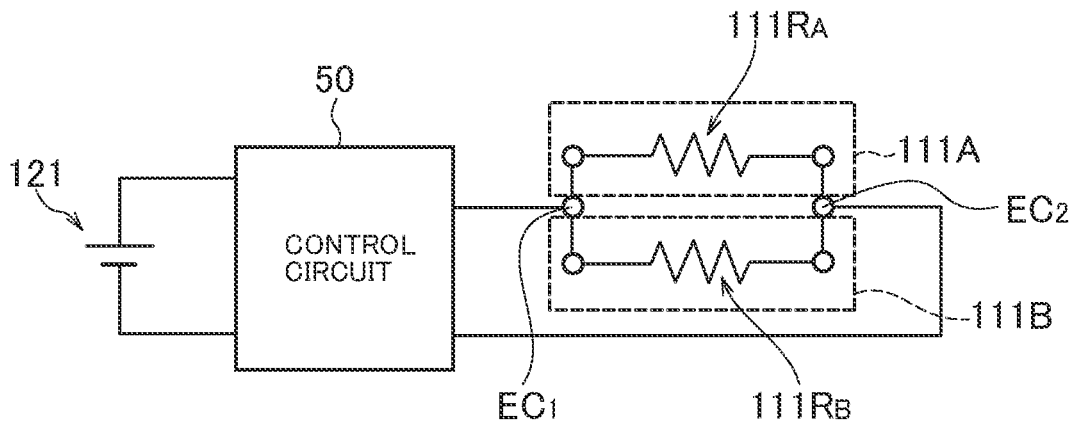 111RA
50
111A
121
EC2
CONTROL
CIRCUIT
111B
EC1
111RB